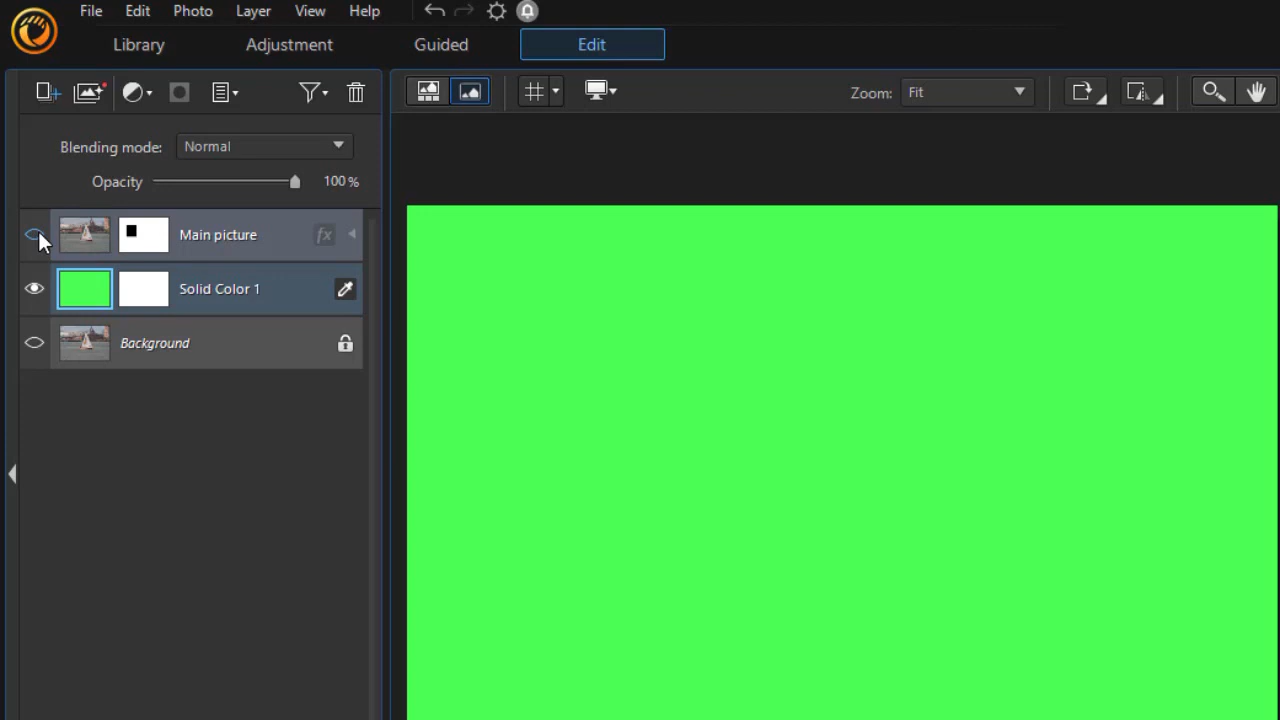 File Edit Photo Layer View Help
Library Adjustment Guided Edit
Zoom: Fit
Blending mode: Normal
Opacity 100%
Main picture fx
Solid Color 1
Background